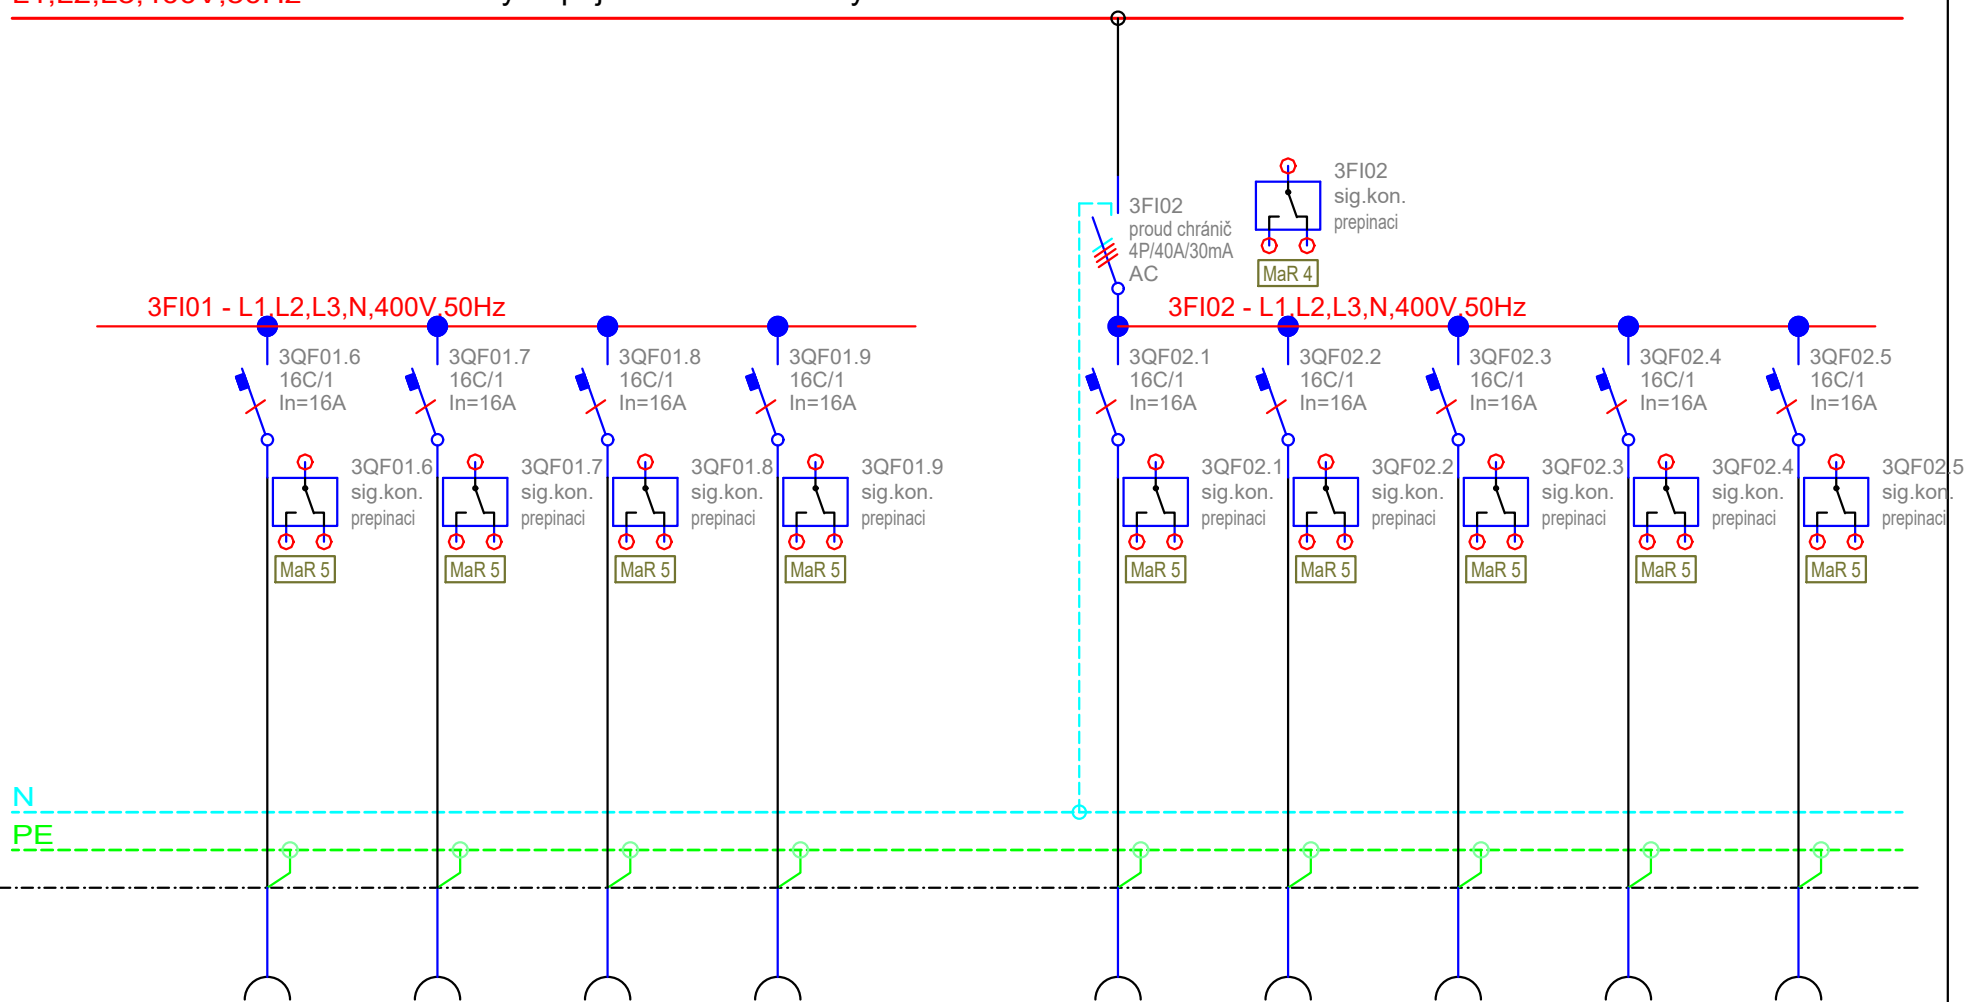 3FI02
sig.kon.
prepinaci
MaR 4
3FI02
proud chránič
4P/40A/30mA
AC
3FI01 - L1,L2,L3,N,400V,50Hz
3FI02 - L1,L2,L3,N,400V,50Hz
3QF01.6
16C/1
In=16A
3QF01.7
16C/1
In=16A
3QF01.8
16C/1
In=16A
3QF01.9
16C/1
In=16A
3QF02.1
16C/1
In=16A
3QF02.2
16C/1
In=16A
3QF02.3
16C/1
In=16A
3QF02.4
16C/1
In=16A
3QF02.5
16C/1
In=16A
3QF01.6
sig.kon.
prepinaci
MaR 5
3QF01.7
sig.kon.
prepinaci
MaR 5
3QF01.8
sig.kon.
prepinaci
MaR 5
3QF01.9
sig.kon.
prepinaci
MaR 5
3QF02.1
sig.kon.
prepinaci
MaR 5
3QF02.2
sig.kon.
prepinaci
MaR 5
3QF02.3
sig.kon.
prepinaci
MaR 5
3QF02.4
sig.kon.
prepinaci
MaR 5
3QF02.5
sig.kon.
prepinaci
MaR 5
N
PE